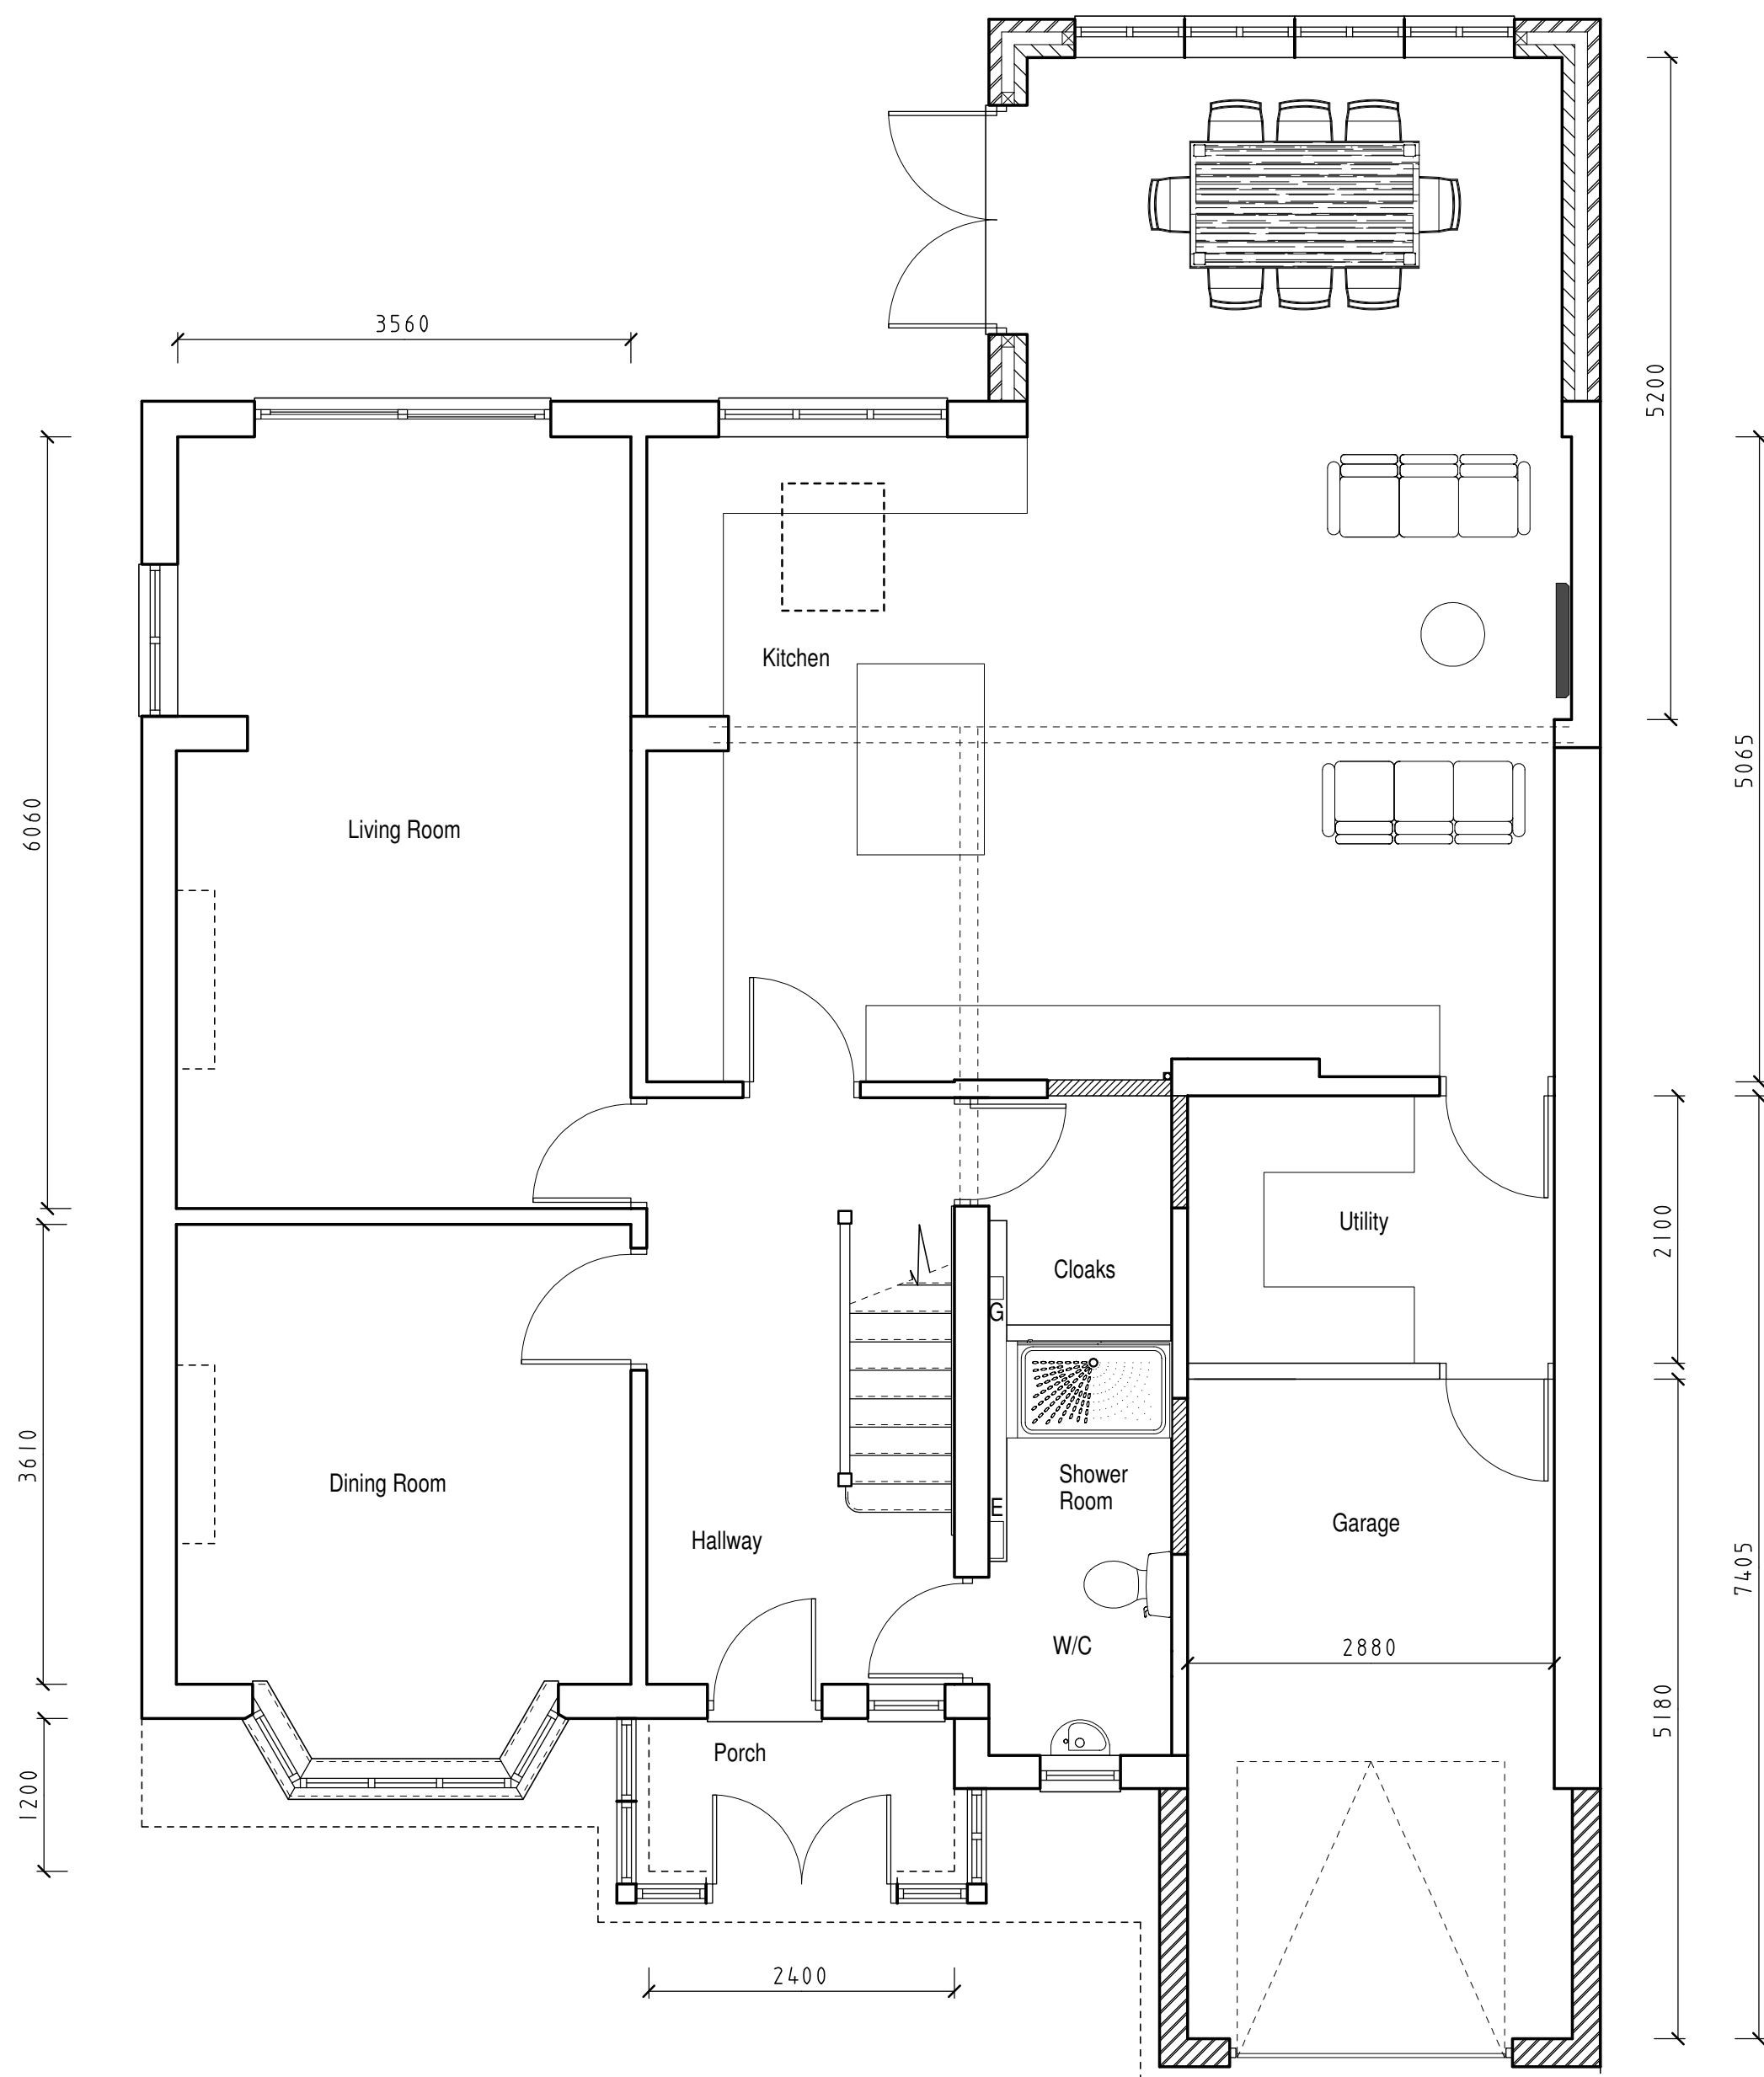 3560
5200
Kitchen
5065
6060
Living Room
2100
Utility
Cloaks
G
3610
Dining Room
Shower
Room
E
Garage
Hallway
7405
W/C
2880
5180
Porch
1200
2400